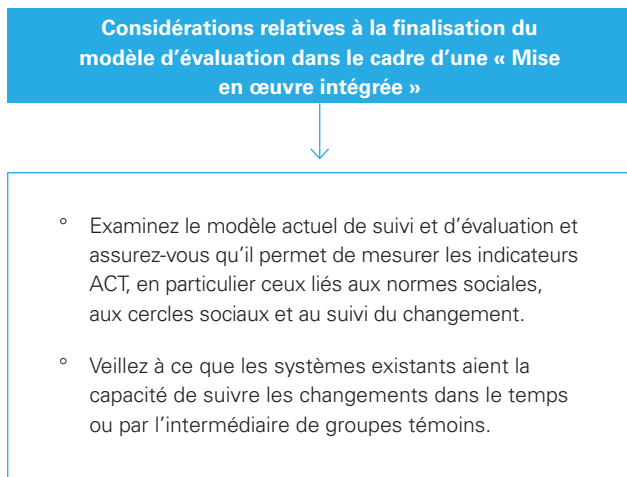 Considérations relatives à la finalisation du
modèle d’évaluation dans le cadre d’une « Mise
en œuvre intégrée »
° Examinez le modèle actuel de suivi et d’évaluation et
assurez-vous qu’il permet de mesurer les indicateurs
ACT, en particulier ceux liés aux normes sociales,
aux cercles sociaux et au suivi du changement.
° Veillez à ce que les systèmes existants aient la
capacité de suivre les changements dans le temps
ou par l’intermédiaire de groupes témoins.